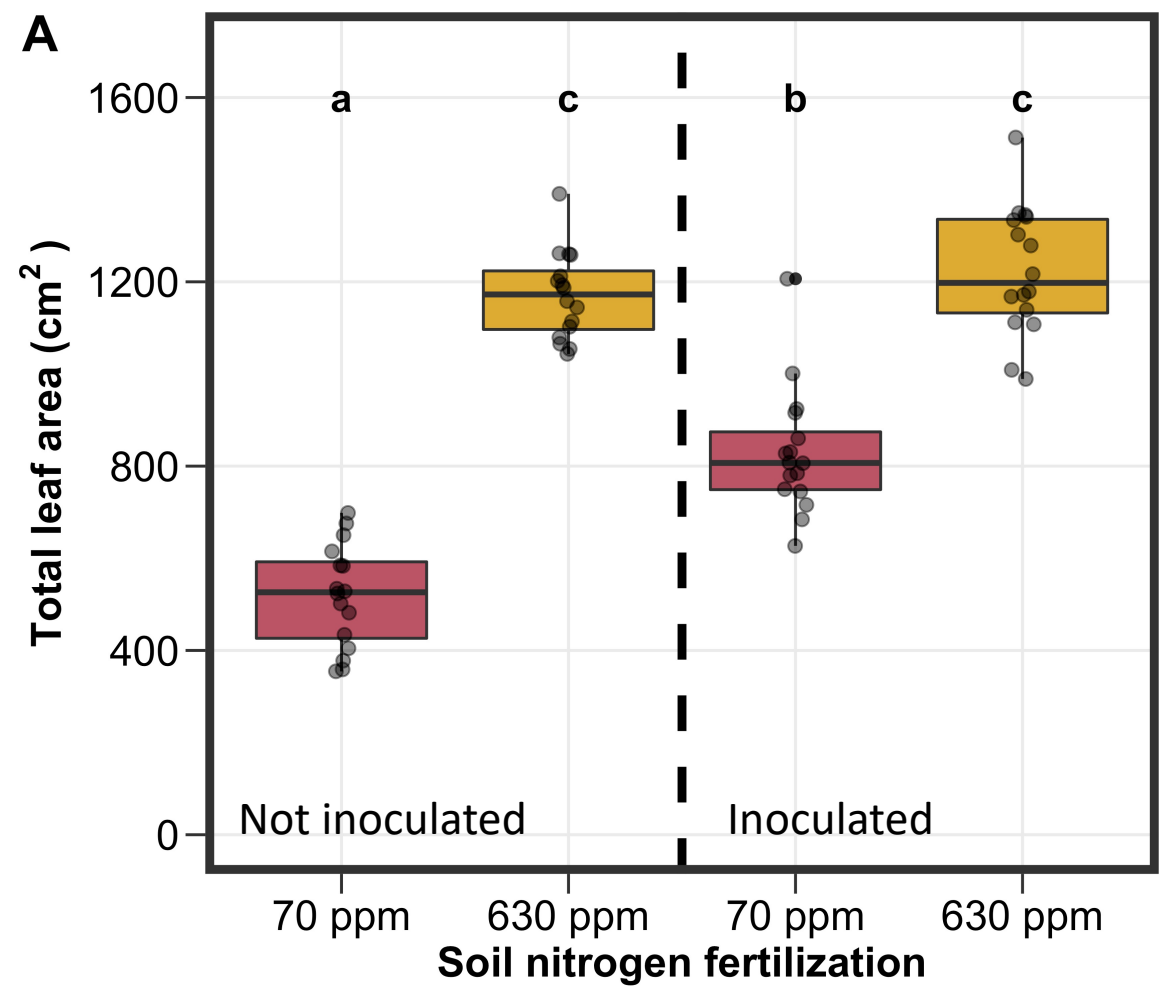 A
Total leaf area (cm² )
1600
1200
800
400
0
a c b c
Not inoculated Inoculated
70 ppm 630 ppm 70 ppm 630 ppm
Soil nitrogen fertilization